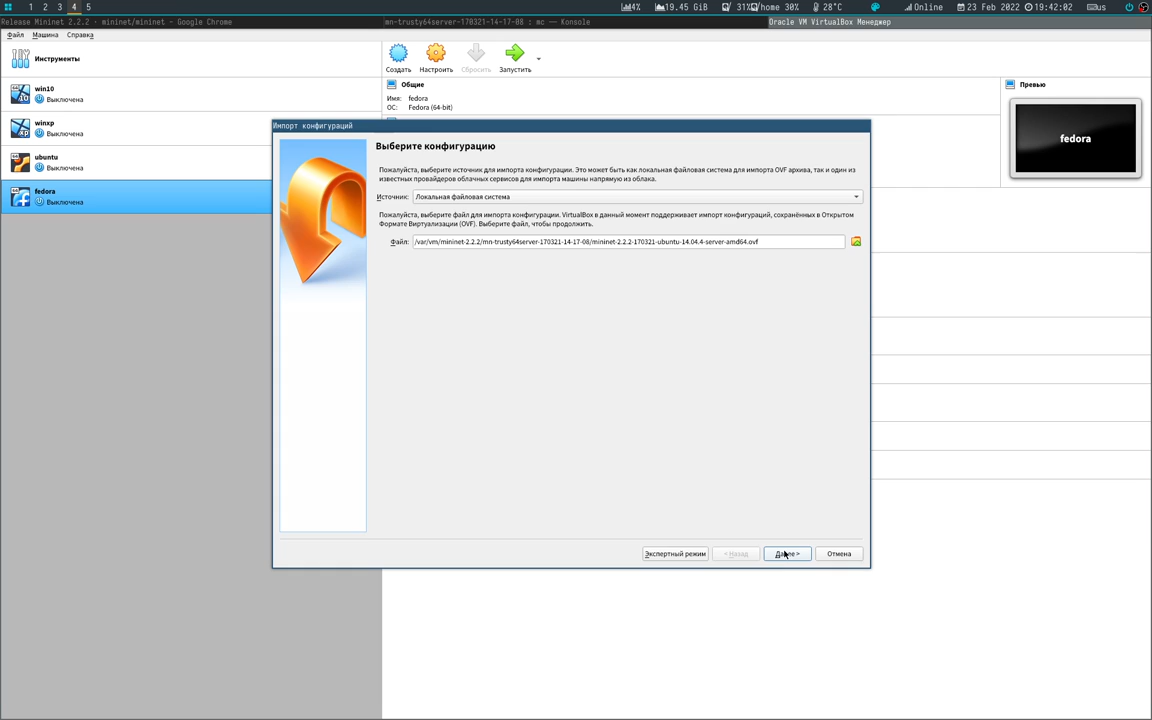 1 2 3 4 5
4% 19.45 GiB 31% /home 30% 28°C Online 23 Feb 2022 19:42:02 us
Release Mininet 2.2.2 · mininet/mininet - Google Chrome
mn-trusty64server-170321-14-17-08 : mc — Konsole
Oracle VM VirtualBox Менеджер
Файл Машина Справка
Инструменты
Создать Настроить Сбросить Запустить
win10
Выключена
winxp
Выключена
ubuntu
Выключена
fedora
Выключена
Общие
Имя: fedora
ОС: Fedora (64-bit)
Превью
fedora
Импорт конфигураций
Выберите конфигурацию
Пожалуйста, выберите источник для импорта конфигурации. Это может быть как локальная файловая система для импорта OVF архива, так и один из
известных провайдеров облачных сервисов для импорта машины напрямую из облака.
Источник: Локальная файловая система
Пожалуйста, выберите файл для импорта конфигурации. VirtualBox в данный момент поддерживает импорт конфигураций, сохранённых в Открытом
Формате Виртуализации (OVF). Выберите файл, чтобы продолжить.
Файл: /var/vm/mininet-2.2.2/mn-trusty64server-170321-14-17-08/mininet-2.2.2-170321-ubuntu-14.04.4-server-amd64.ovf
Экспертный режим < Назад Далее > Отмена